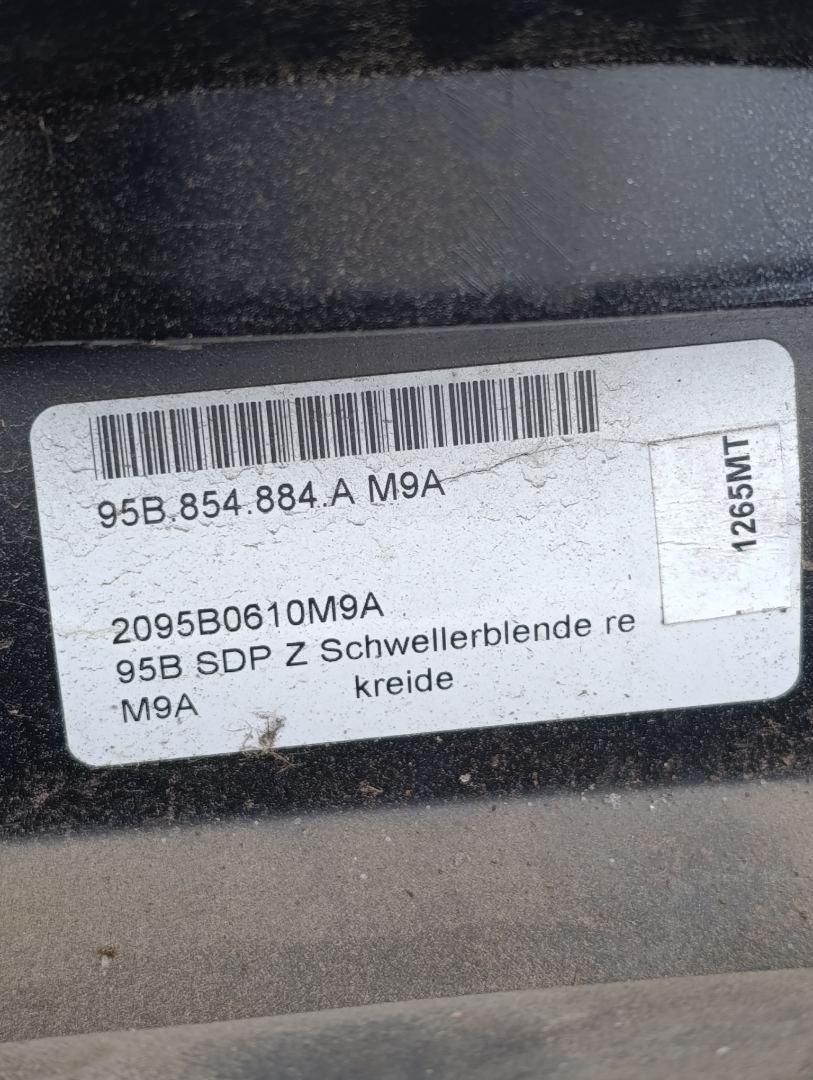 95B.854.884.A M9A
1265MT
2095B0610M9A
95B SDP Z Schwellerblende re
M9A kreide